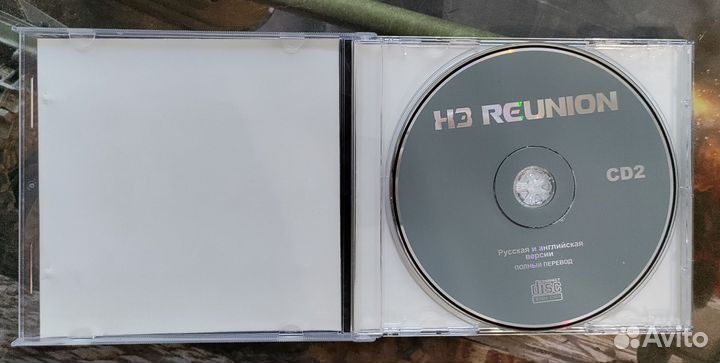 H3 REUNION
CD2
Русская и английская
версии
ПОЛНЫЙ ПЕРЕВОД
disc
Avito